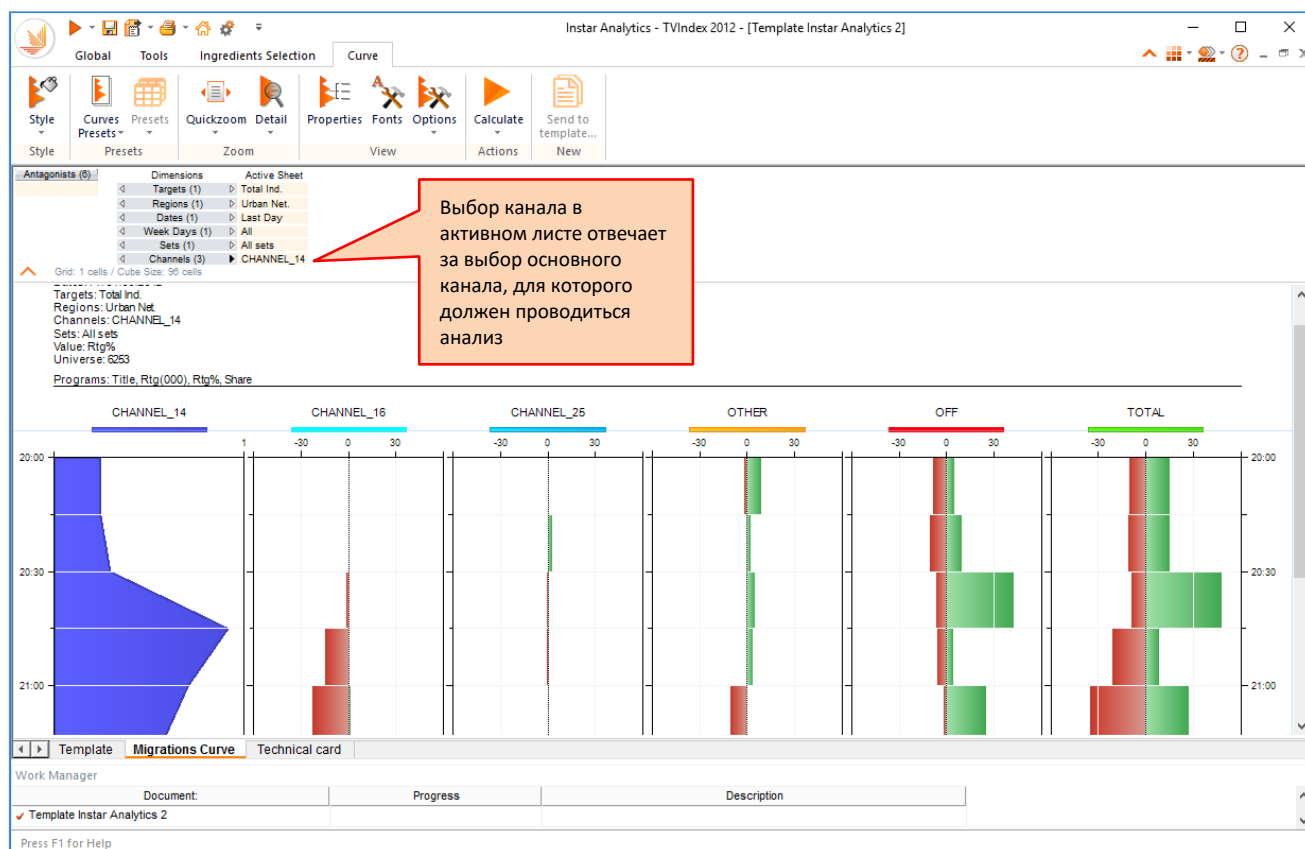 Instar Analytics - TVIndex 2012 - [Template Instar Analytics 2]
Global Tools Ingredients Selection Curve
Style Curves Presets Presets Quickzoom Detail Properties Fonts Options Calculate Send to template...
Style Presets Zoom View Actions New
Antagonists (6) Dimensions Active Sheet
Targets (1) Total Ind.
Regions (1) Urban Net.
Dates (1) Last Day
Week Days (1) All
Sets (1) All sets
Channels (3) CHANNEL_14
Grid: 1 cells / Cube Size: 96 cells
Выбор канала в
активном листе отвечает
за выбор основного
канала, для которого
должен проводиться
анализ
Targets: Total Ind.
Regions: Urban Net.
Channels: CHANNEL_14
Sets: All sets
Value: Rtg%
Universe: 6253
Programs: Title, Rtg(000), Rtg%, Share
CHANNEL_14 CHANNEL_16 CHANNEL_25 OTHER OFF TOTAL
1 -30 0 30 -30 0 30 -30 0 30 -30 0 30 -30 0 30
20:00 20:00
20:30 20:30
21:00 21:00
Template Migrations Curve Technical card
Work Manager
Document: Progress Description
Template Instar Analytics 2
Press F1 for Help